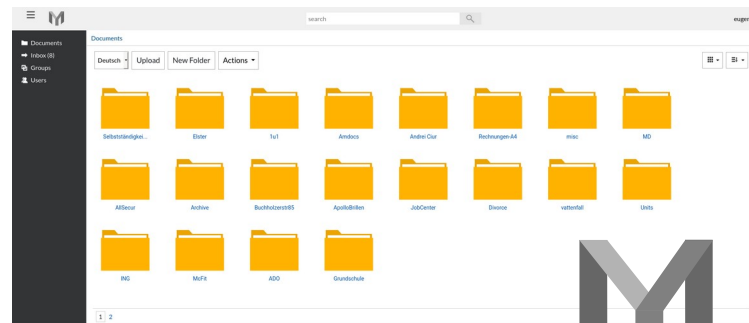 search
eugen
Documents
Inbox (8)
Groups
Users
Documents
Deutsch
Upload
New Folder
Actions
Selbstständigkei...
Elster
1u1
Amdocs
Andrei Ciur
Rechnungen-A4
misc
MD
AllSecur
Archive
Buchholzerstr85
ApolloBrillen
JobCenter
Divorce
vattenfall
Units
ING
McFit
ADO
Grundschule
1 2